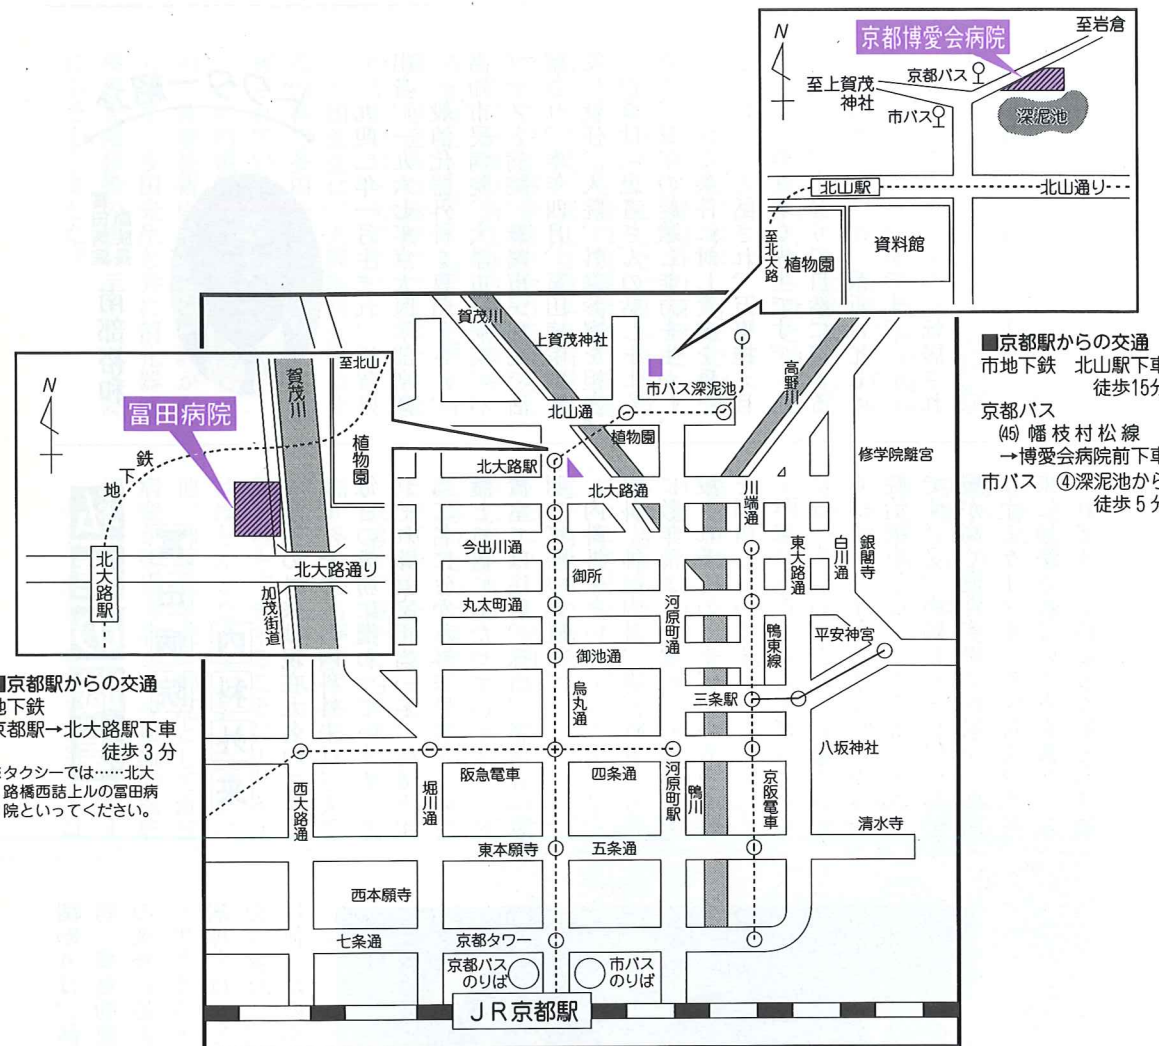 N
京都博愛会病院
至岩倉
京都バス
至上賀茂
神社
市バス
深泥池
北山駅
北山通り
至北大路
植物園
資料館
N
冨田病院
賀茂川
至北山
植物園
地下鉄
北大路駅
北大路通り
加茂街道
賀茂川
上賀茂神社
市バス深泥池
高野川
北山通
植物園
北大路駅
北大路通
修学院離宮
川端通
今出川通
東大路通
白川通
銀閣寺
御所
丸太町通
河原町通
鴨東線
平安神宮
御池通
烏丸通
三条駅
八坂神社
阪急電車
四条通
西大路通
堀川通
河原町駅
鴨川
京阪電車
清水寺
東本願寺
五条通
西本願寺
七条通
京都タワー
京都バス
のりば
市バス
のりば
JR京都駅
■京都駅からの交通
市地下鉄 北山駅下車
徒歩15分
京都バス
(45) 幡枝村松線
→博愛会病院前下車
市バス ④深泥池から
徒歩5分
■京都駅からの交通
地下鉄
京都駅→北大路駅下車
徒歩3分
タクシーでは……北大
路橋西詰上ルの冨田病
院といってください。